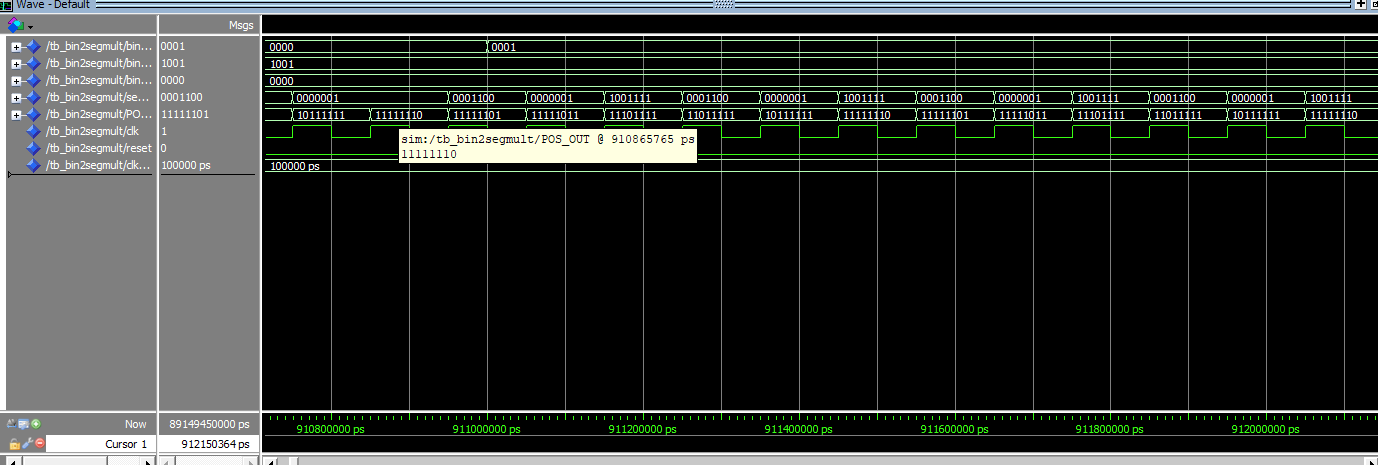 Wave - Default
Msgs
/tb_bin2segmult/bin... 0001 0000 0001
/tb_bin2segmult/bin... 1001 1001
/tb_bin2segmult/bin... 0000 0000
/tb_bin2segmult/se... 0001100 0000001 0001100 0000001 1001111 0001100 0000001 1001111 0001100 0000001 1001111 0001100 0000001 1001111
/tb_bin2segmult/PO... 11111101 10111111 11111110 11111101 11111011 11101111 11011111 10111111 11111110 11111101 11111011 11101111 11011111 10111111 11111110
/tb_bin2segmult/clk 1
/tb_bin2segmult/reset 0
/tb_bin2segmult/clk... 100000 ps 100000 ps
sim:/tb_bin2segmult/POS_OUT @ 910865765 ps
11111110
Now 89149450000 ps 910800000 ps 911000000 ps 911200000 ps 911400000 ps 911600000 ps 911800000 ps 912000000 ps
Cursor 1 912150364 ps